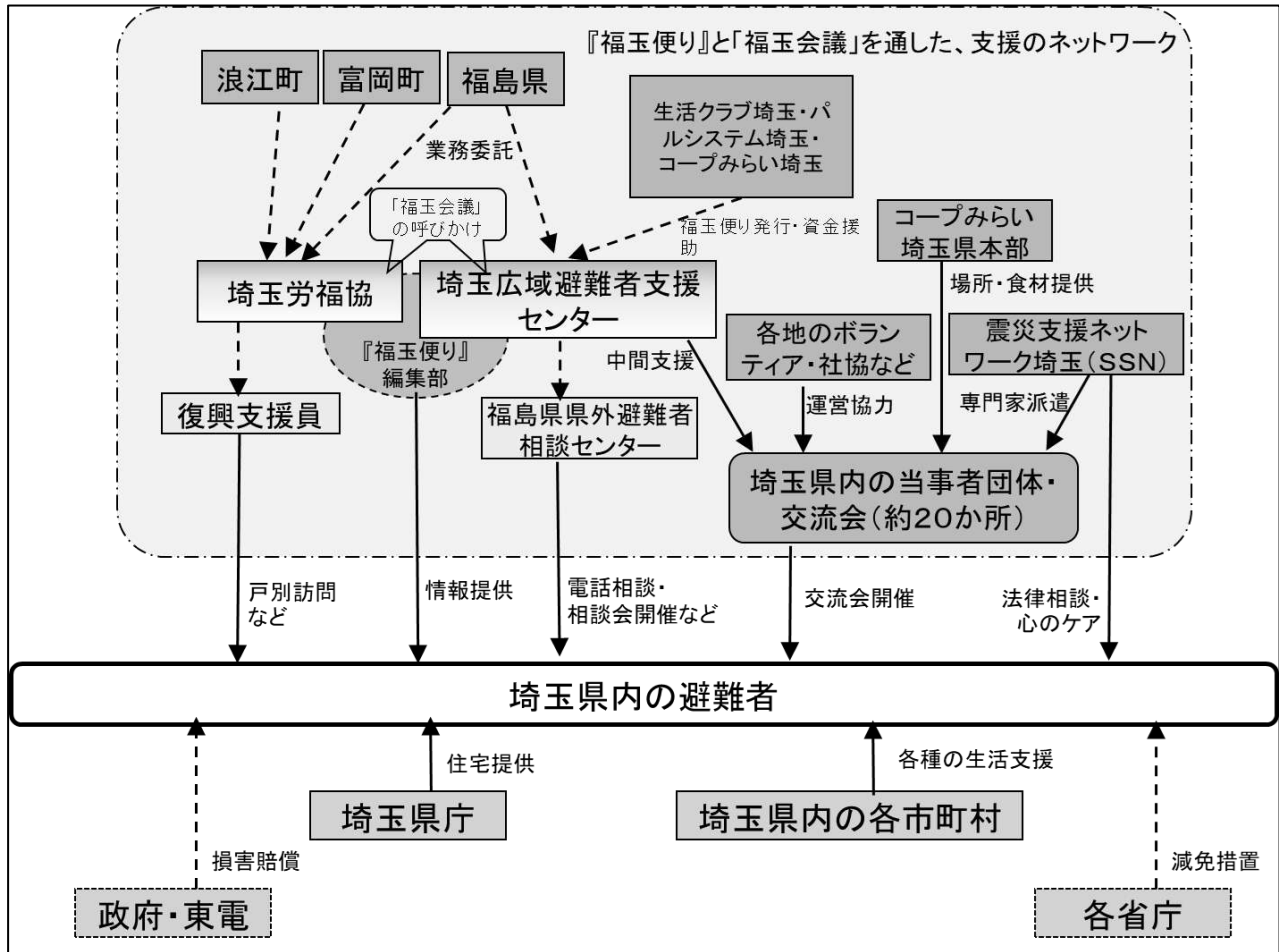 『福玉便り』と「福玉会議」を通した、支援のネットワーク
浪江町
富岡町
福島県
生活クラブ埼玉・パ
ルシステム埼玉・
コープみらい埼玉
業務委託
「福玉会議」
の呼びかけ
福玉便り発行・資金援
助
コープみらい
埼玉県本部
埼玉労福協
埼玉広域避難者支援
センター
場所・食材提供
『福玉便り』
編集部
中間支援
各地のボラン
ティア・社協など
震災支援ネット
ワーク埼玉(SSN)
復興支援員
福島県県外避難者
相談センター
運営協力
専門家派遣
埼玉県内の当事者団体・
交流会(約20か所)
戸別訪問
など
情報提供
電話相談・
相談会開催など
交流会開催
法律相談・
心のケア
埼玉県内の避難者
住宅提供
各種の生活支援
埼玉県庁
埼玉県内の各市町村
損害賠償
減免措置
政府・東電
各省庁